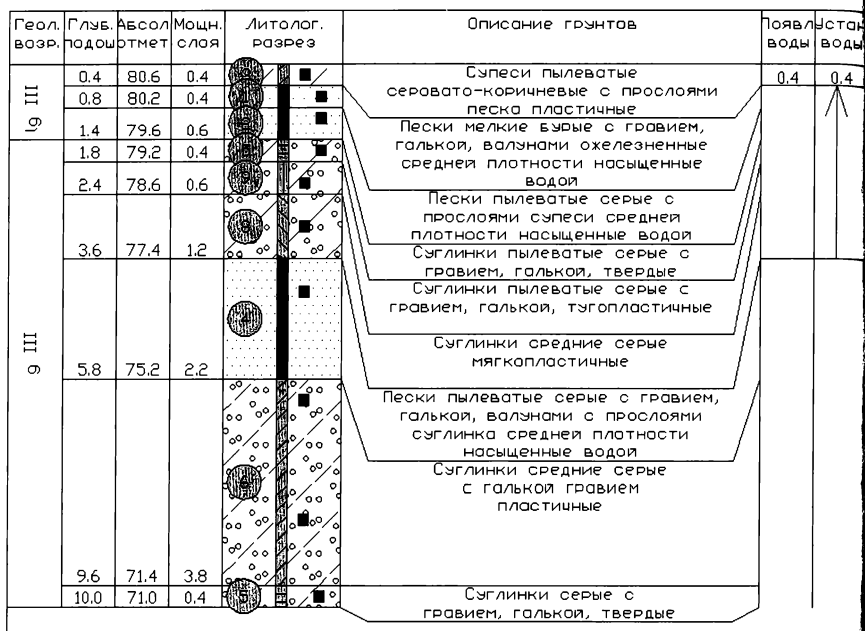 Геол. Глуб. Абсол Мощн. Литолог. Описание грунтов Появл Устан
возр. подош отмет слоя разрез воды воды
lg III
0.4 80.6 0.4
0.8 80.2 0.4
1.4 79.6 0.6
g III
1.8 79.2 0.4
2.4 78.6 0.6
3.6 77.4 1.2
5.8 75.2 2.2
9.6 71.4 3.8
10.0 71.0 0.4
4
6
5
Супеси пылеватые
серовато-коричневые с прослоями
песка пластичные
Пески мелкие бурые с гравием,
галькой, валунами ожелезненные
средней плотности насыщенные
водой
Пески пылеватые серые с
прослоями супеси средней
плотности насыщенные водой
Суглинки пылеватые серые с
гравием, галькой, твердые
Суглинки пылеватые серые с
гравием, галькой, тугопластичные
Суглинки средние серые
мягкопластичные
Пески пылеватые серые с гравием,
галькой, валунами с прослоями
суглинка средней плотности
насыщенные водой
Суглинки средние серые
с галькой гравием
пластичные
Суглинки серые с
гравием, галькой, твердые
0.4 0.4